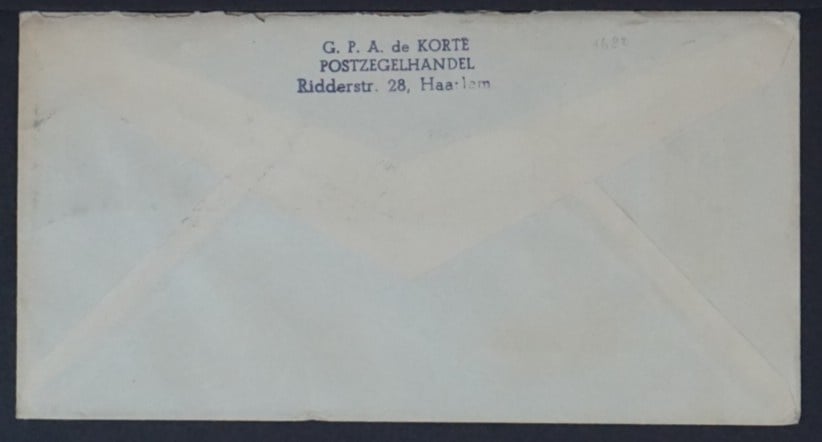 G. P. A. de KORTE
POSTZEGELHANDEL
Ridderstr. 28, Haarlem